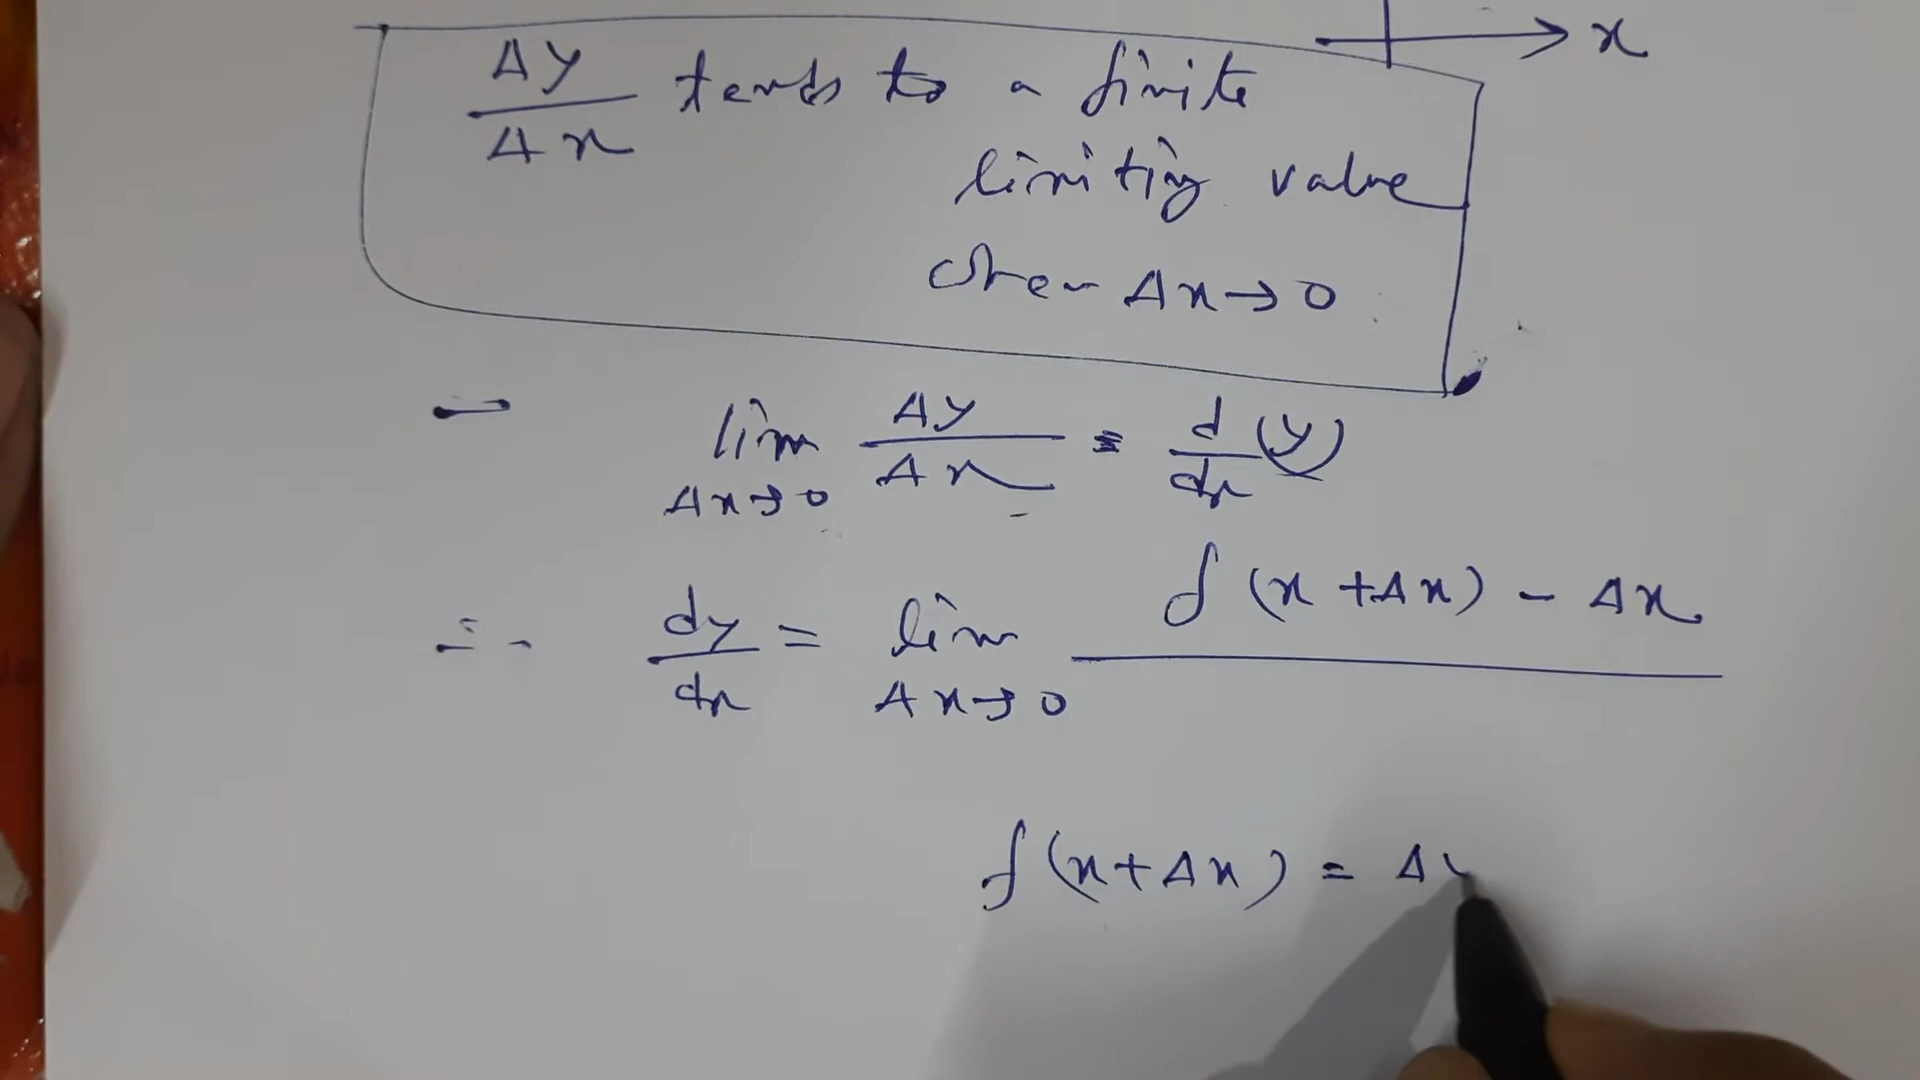 x
Δy/Δx tends to a finite
limiting value
when Δx→0
lim Δx→0 Δy/Δx = d/dx (y)
∴ dy/dx = lim Δx→0 f(x+Δx) - Δx
f(x+Δx) = Δy